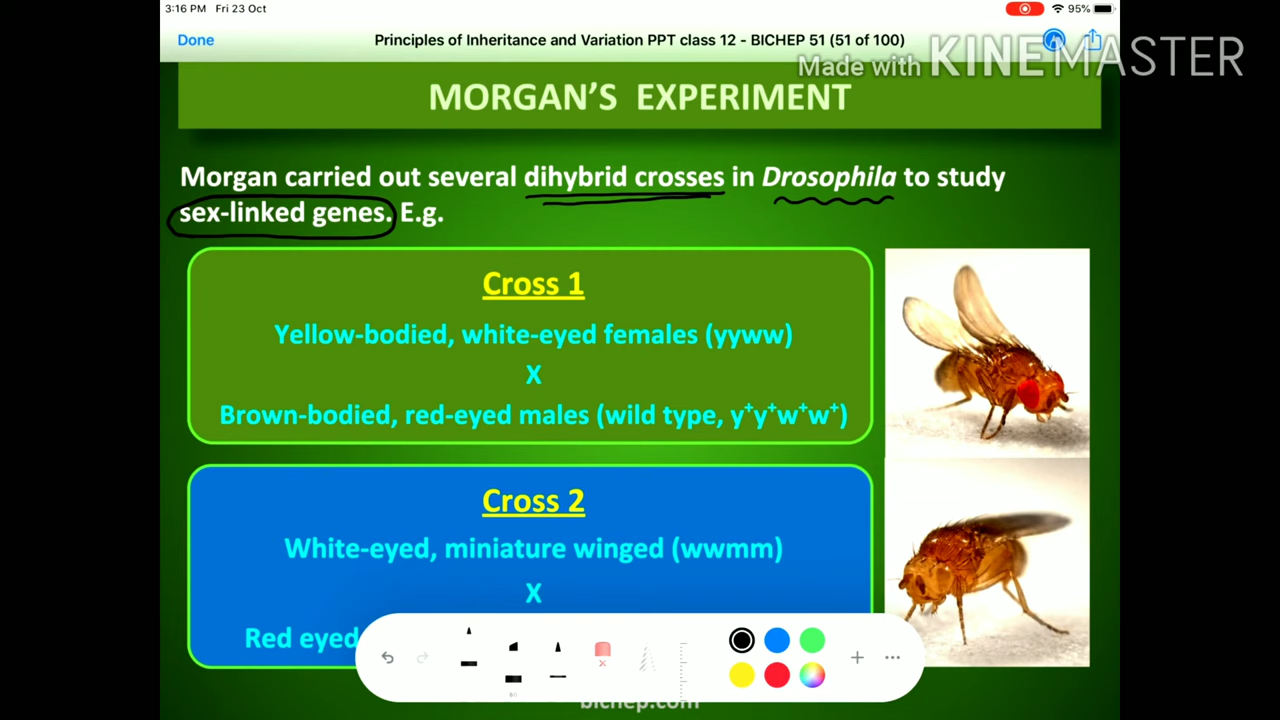 3:16 PM Fri 23 Oct
95%
Done
Principles of Inheritance and Variation PPT class 12 - BICHEP 51 (51 of 100)
Made with KINEMASTER
MORGAN'S EXPERIMENT
Morgan carried out several dihybrid crosses in Drosophila to study
sex-linked genes. E.g.
Cross 1
Yellow-bodied, white-eyed females (yyww)
X
Brown-bodied, red-eyed males (wild type, y⁺y⁺w⁺w⁺)
Cross 2
White-eyed, miniature winged (wwmm)
X
Red eyed
bichep.com